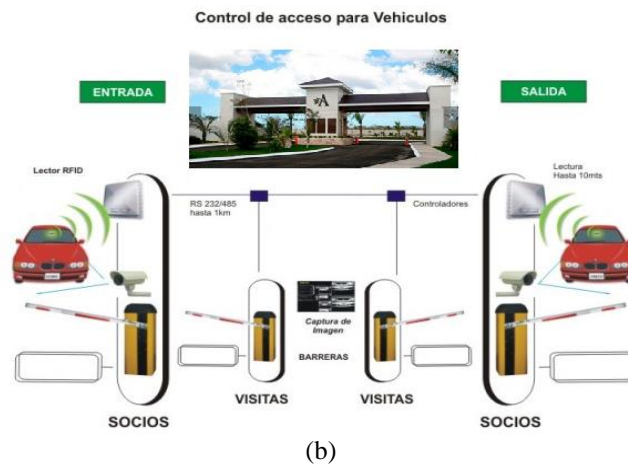 Control de acceso para Vehiculos
ENTRADA
SALIDA
A
Lector RFID
Lectura
Hasta 10mts
RS 232/485
hasta 1km
Controladores
Captura de
Imagen
BARRERAS
VISITAS
VISITAS
SOCIOS
SOCIOS
(b)